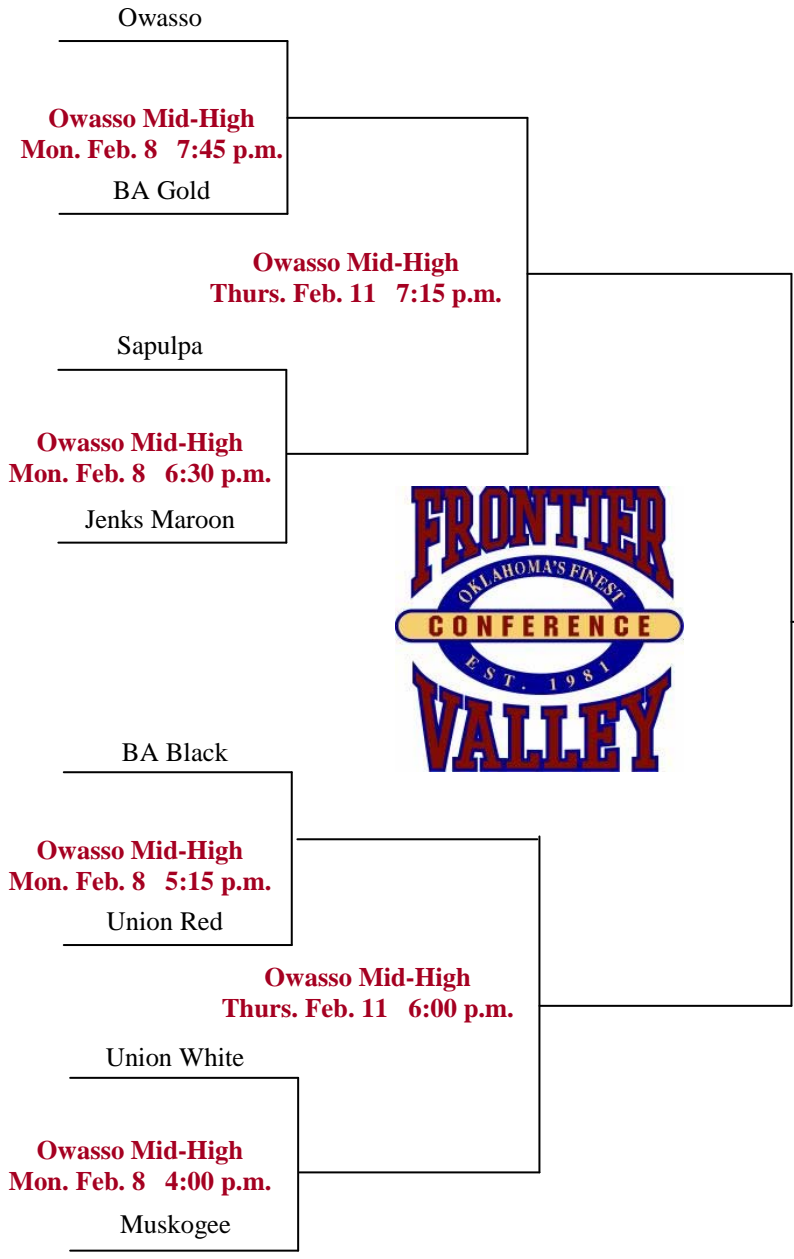 Owasso
Owasso Mid-High
Mon. Feb. 8 7:45 p.m.
BA Gold
Owasso Mid-High
Thurs. Feb. 11 7:15 p.m.
Sapulpa
Owasso Mid-High
Mon. Feb. 8 6:30 p.m.
Jenks Maroon
FRONTIER
OKLAHOMA'S FINEST
CONFERENCE
EST. 1981
VALLEY
BA Black
Owasso Mid-High
Mon. Feb. 8 5:15 p.m.
Union Red
Owasso Mid-High
Thurs. Feb. 11 6:00 p.m.
Union White
Owasso Mid-High
Mon. Feb. 8 4:00 p.m.
Muskogee